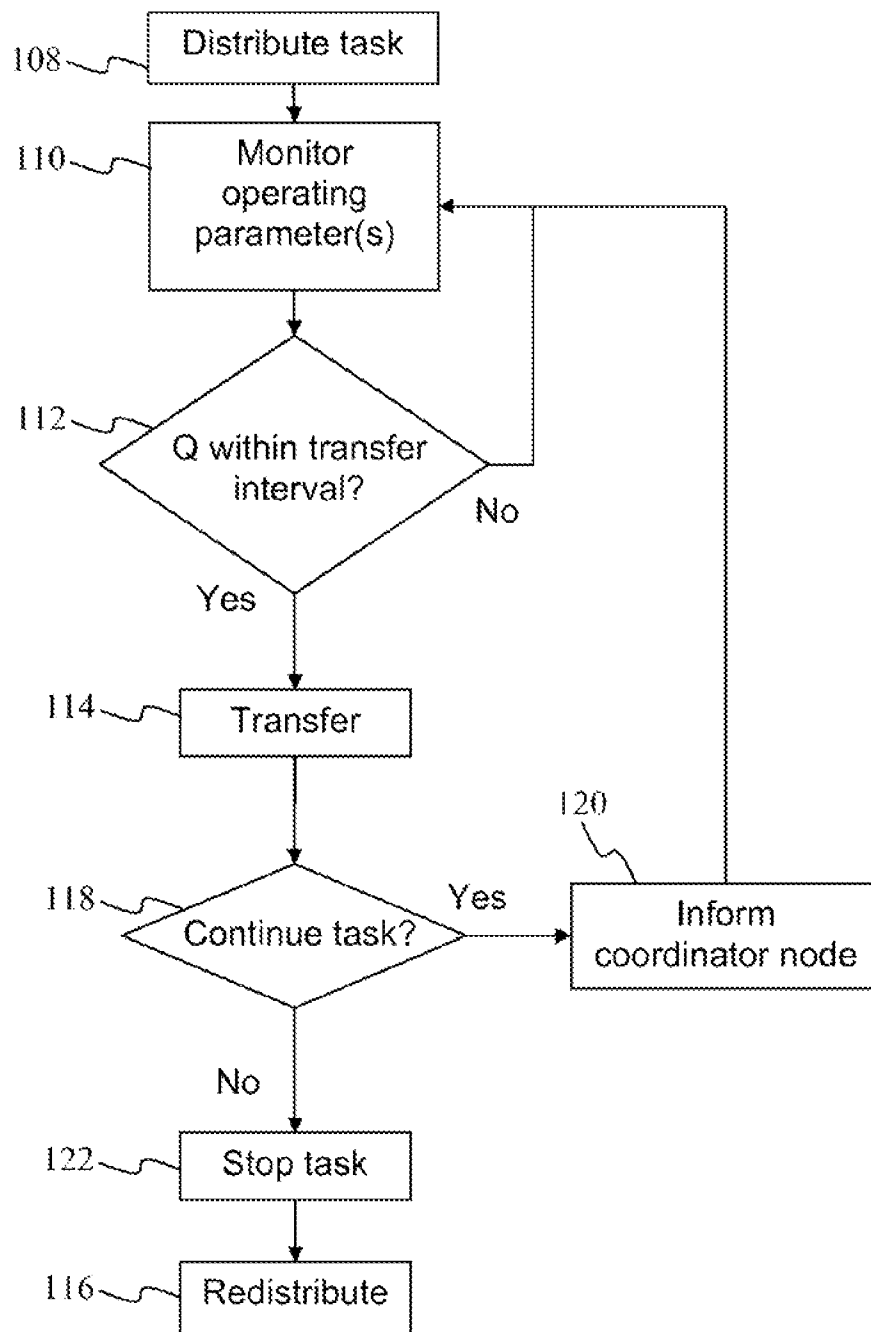 108
Distribute task
110
Monitor
operating
parameter(s)
112
Q within transfer
interval?
No
Yes
114
Transfer
120
118
Continue task?
Yes
Inform
coordinator node
No
122
Stop task
116
Redistribute